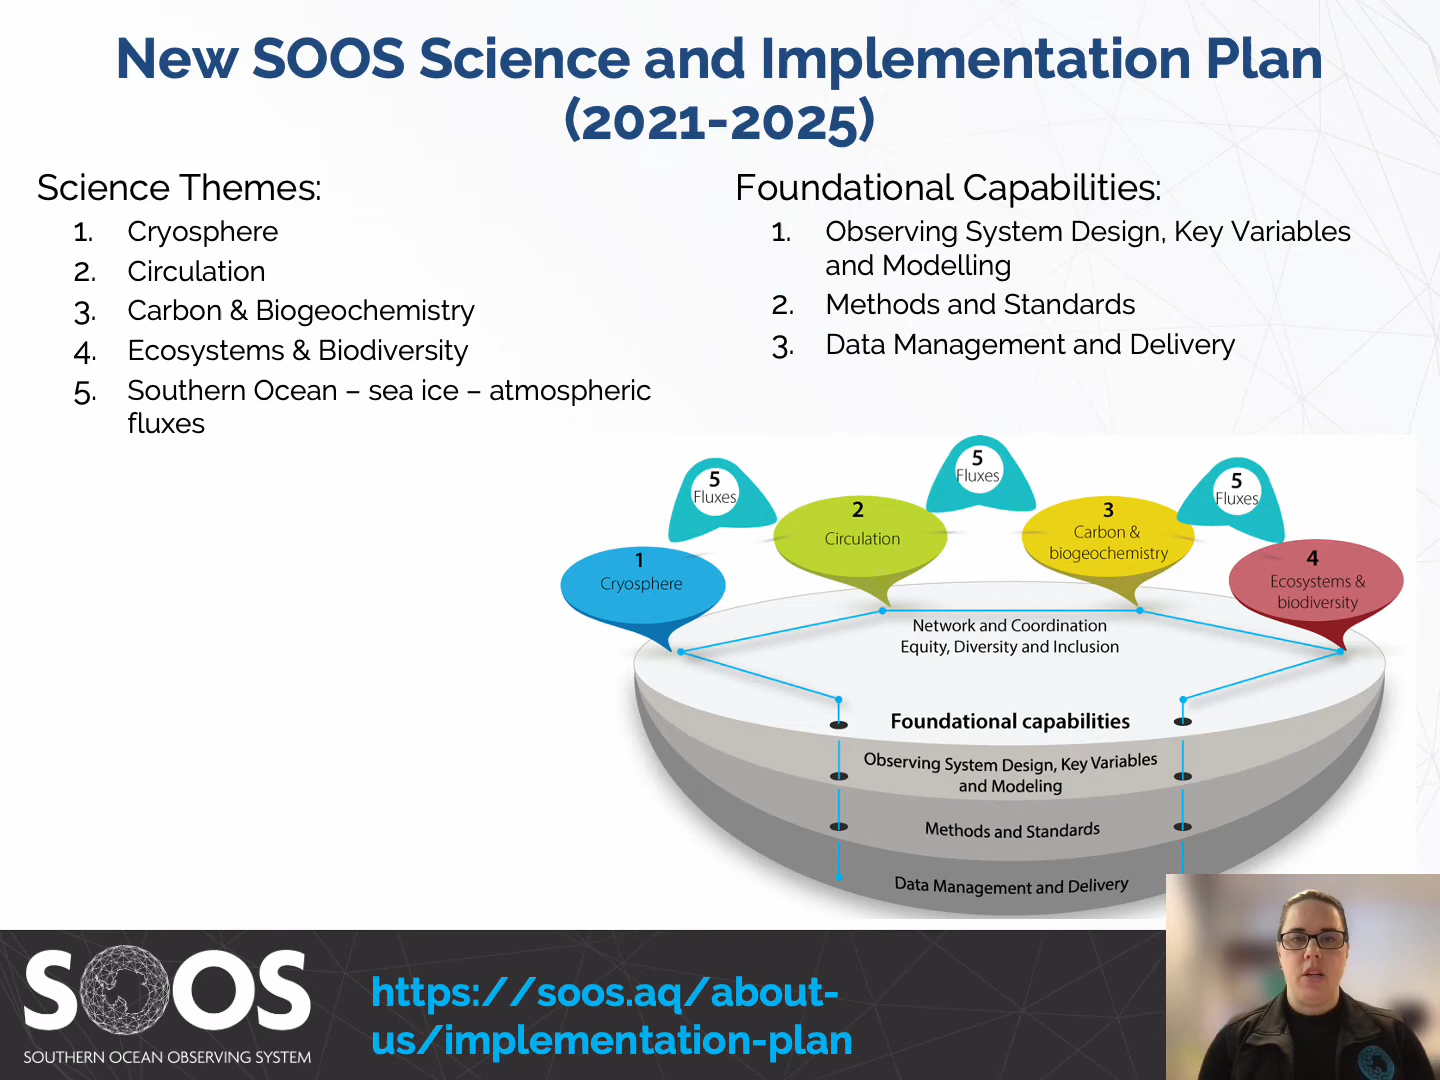 New SOOS Science and Implementation Plan
(2021-2025)
Science Themes:
1. Cryosphere
2. Circulation
3. Carbon & Biogeochemistry
4. Ecosystems & Biodiversity
5. Southern Ocean – sea ice – atmospheric
fluxes
Foundational Capabilities:
1. Observing System Design, Key Variables
and Modelling
2. Methods and Standards
3. Data Management and Delivery
5
Fluxes
5
Fluxes
5
Fluxes
1
Cryosphere
2
Circulation
3
Carbon &
biogeochemistry
4
Ecosystems &
biodiversity
Network and Coordination
Equity, Diversity and Inclusion
Foundational capabilities
Observing System Design, Key Variables
and Modeling
Methods and Standards
Data Management and Delivery
SOOS
SOUTHERN OCEAN OBSERVING SYSTEM
https://soos.aq/about-
us/implementation-plan